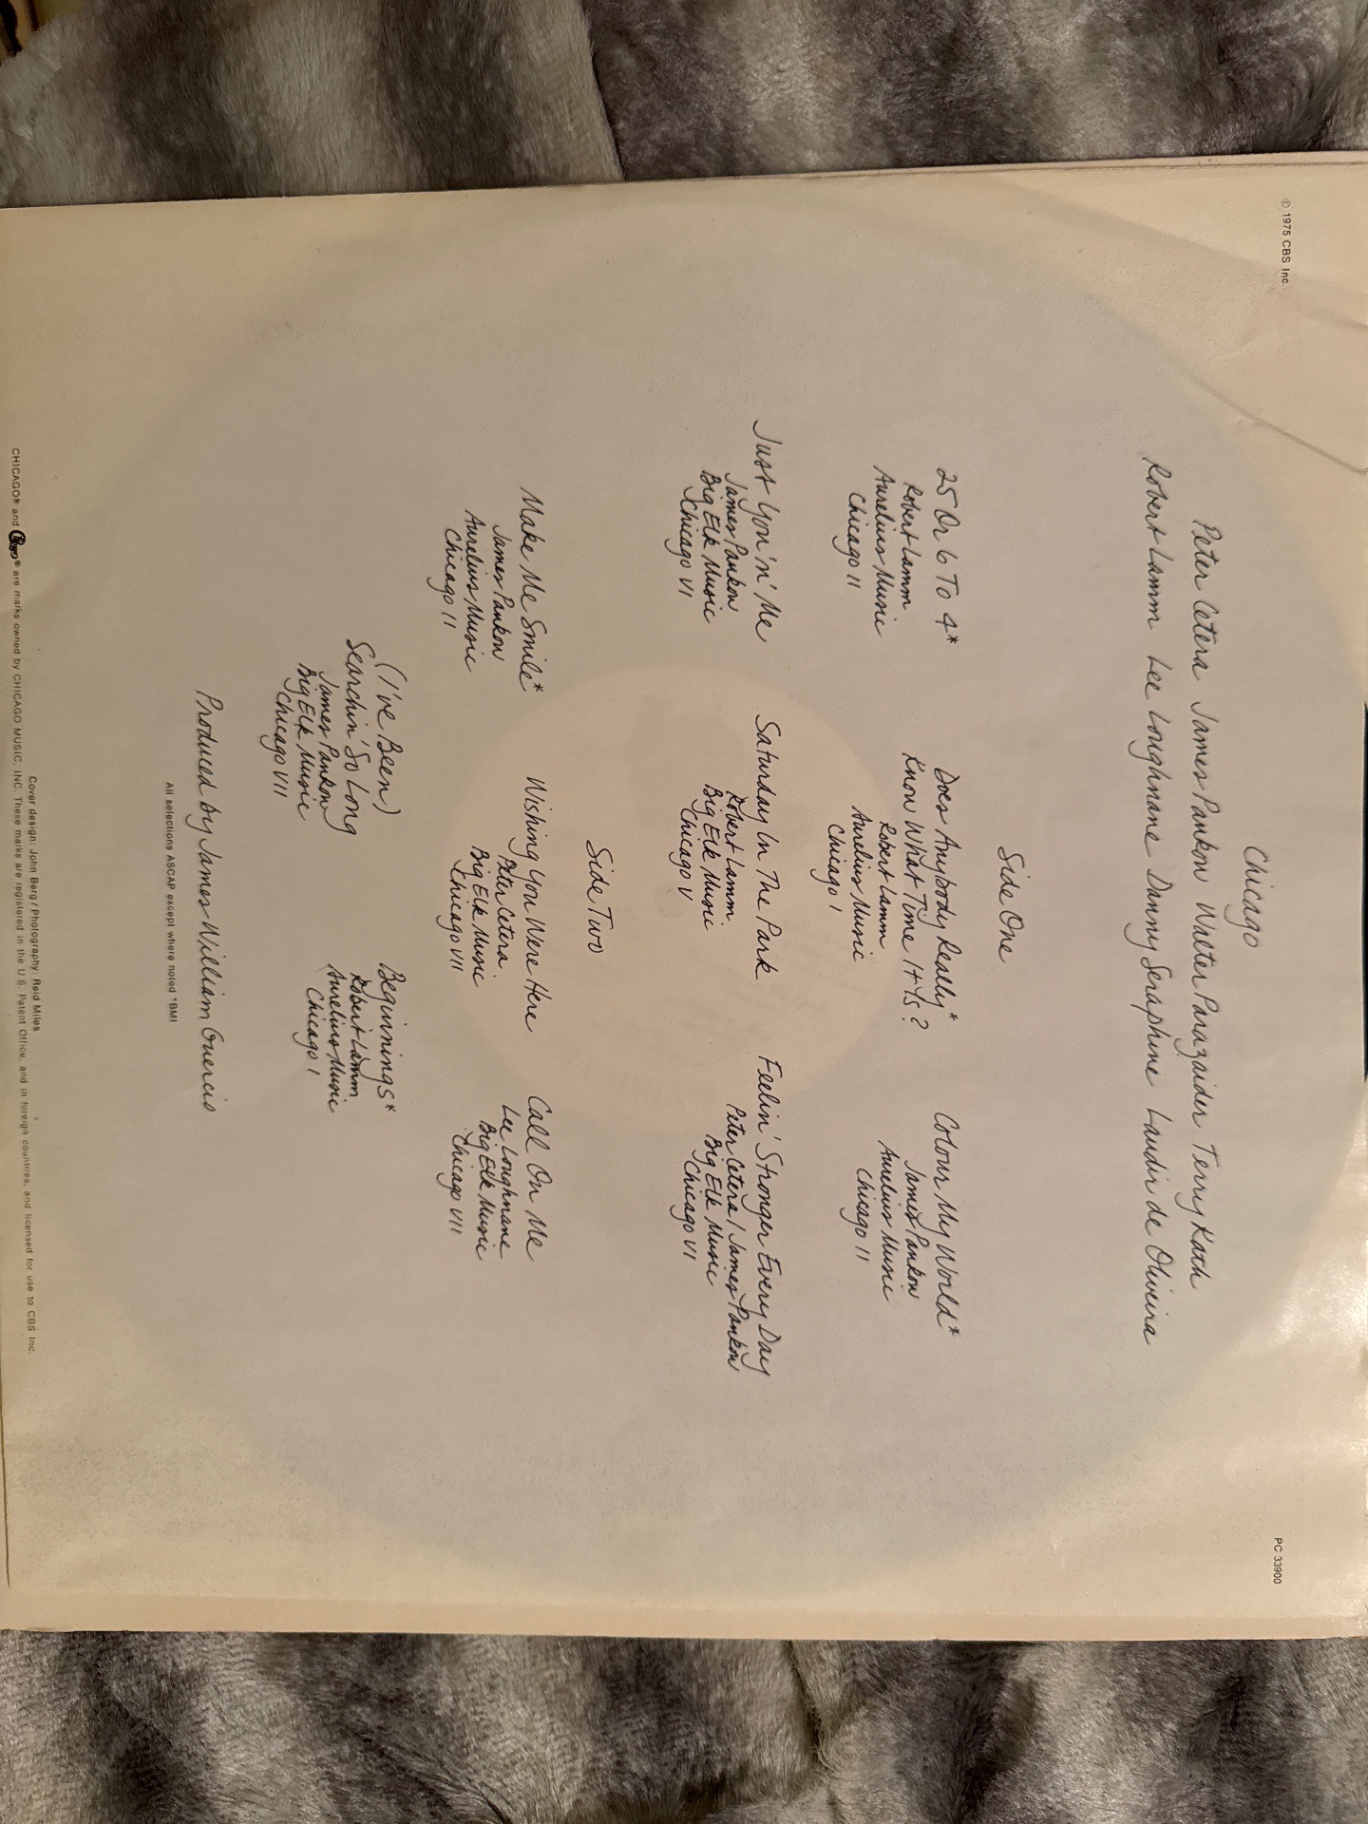 © 1975 CBS Inc.
PC 33900
Chicago
Peter Cetera James Pankow Walter Parazaider Terry Kath
Robert Lamm Lee Loughnane Danny Seraphine Laudir de Oliveira
Side One
25 Or 6 To 4*
Robert Lamm
Aurelius Music
Chicago II
Does Anybody Really*
Know What Time It Is?
Robert Lamm
Aurelius Music
Chicago I
Colour My World*
James Pankow
Aurelius Music
Chicago II
Just You 'n' Me
James Pankow
Big Elk Music
Chicago VI
Saturday In The Park
Robert Lamm
Big Elk Music
Chicago V
Feelin' Stronger Every Day
Peter Cetera / James Pankow
Big Elk Music
Chicago VI
Side Two
Make Me Smile*
James Pankow
Aurelius Music
Chicago II
Wishing You Were Here
Peter Cetera
Big Elk Music
Chicago VII
Call On Me
Lee Loughnane
Big Elk Music
Chicago VII
(I've Been)
Searchin' So Long
James Pankow
Big Elk Music
Chicago VII
Beginnings*
Robert Lamm
Aurelius Music
Chicago I
Produced by James William Guercio
All selections ASCAP except where noted *BMI
Cover design: John Berg / Photography: Reid Miles
CHICAGO® and Chicago® are marks owned by CHICAGO MUSIC, INC. These marks are registered in the U.S. Patent Office, and in foreign countries, and licensed for use to CBS Inc.